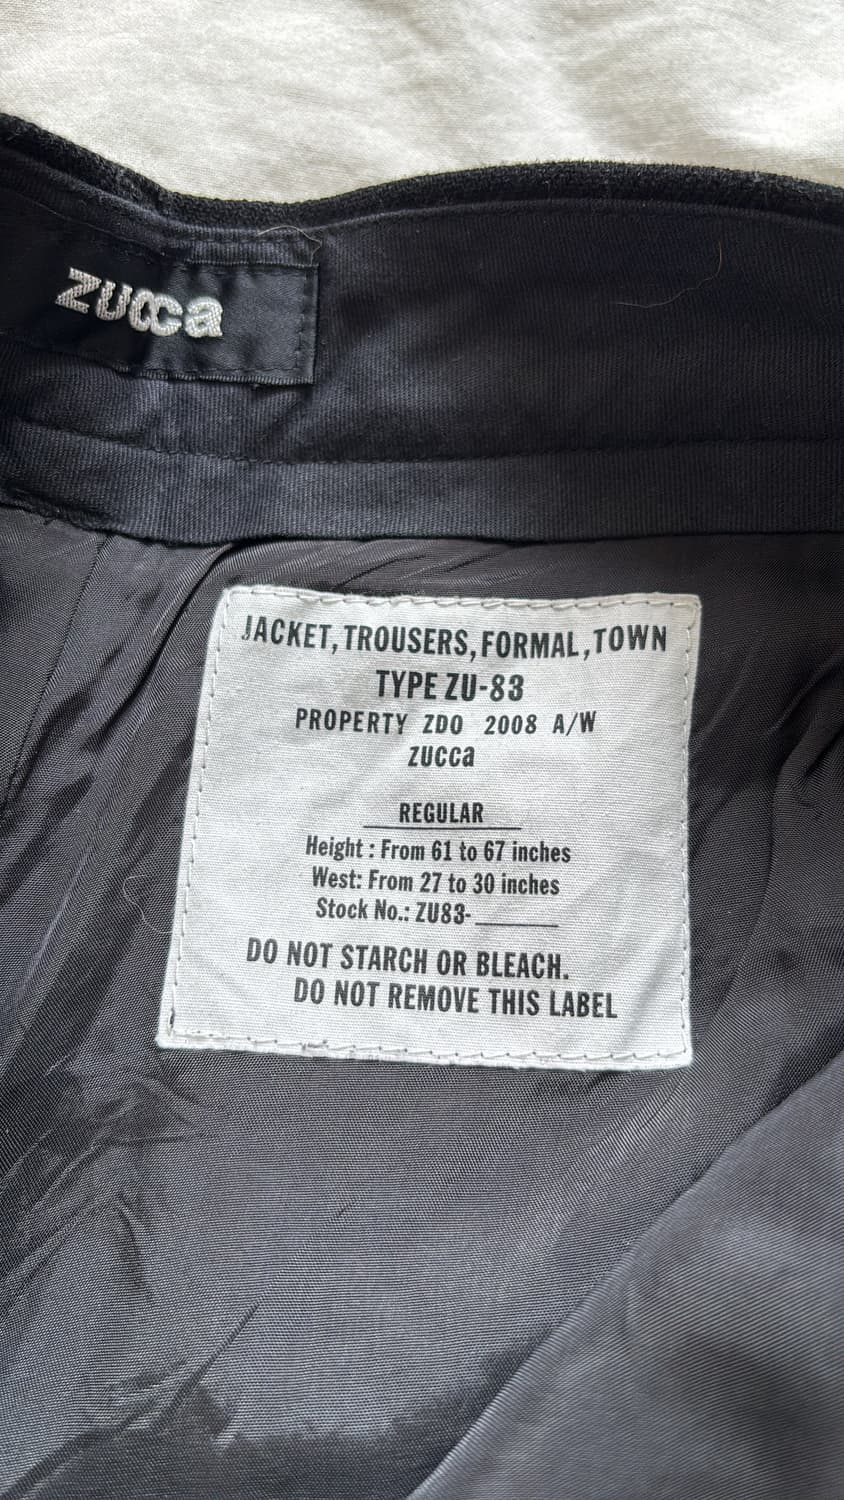 zucca
JACKET, TROUSERS, FORMAL, TOWN
TYPE ZU-83
PROPERTY ZDO 2008 A/W
zucca
REGULAR
Height : From 61 to 67 inches
West: From 27 to 30 inches
Stock No.: ZU83-________
DO NOT STARCH OR BLEACH.
DO NOT REMOVE THIS LABEL